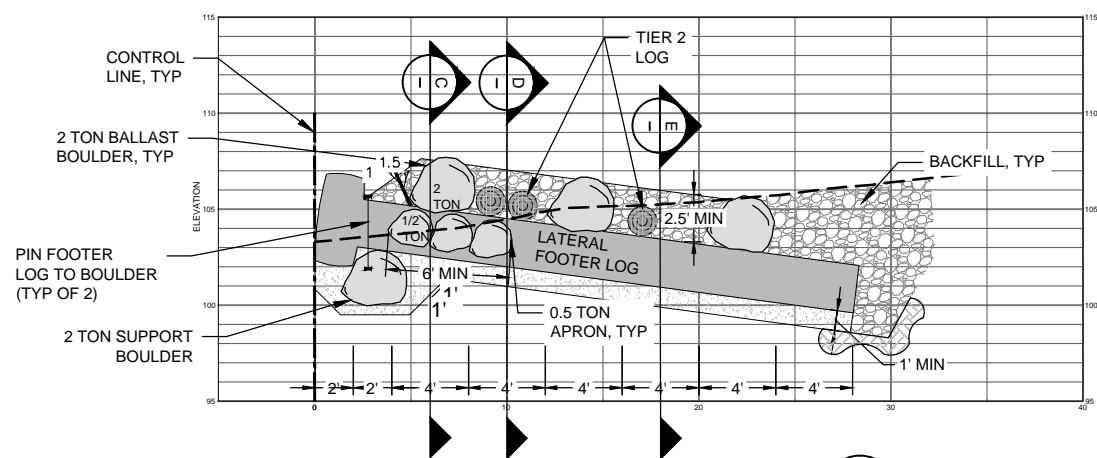 115
115
CONTROL
LINE, TYP
TIER 2
LOG
C
I
D
I
E
I
110
110
2 TON BALLAST
BOULDER, TYP
1.5
1
BACKFILL, TYP
ELEVATION
2
TON
105
105
1/2
TON
2.5' MIN
LATERAL
FOOTER LOG
PIN FOOTER
LOG TO BOULDER
(TYP OF 2)
6' MIN
1'
1'
100
100
0.5 TON
APRON, TYP
2 TON SUPPORT
BOULDER
1' MIN
2'
2'
4'
4'
4'
4'
4'
4'
95
95
0
10
20
30
40